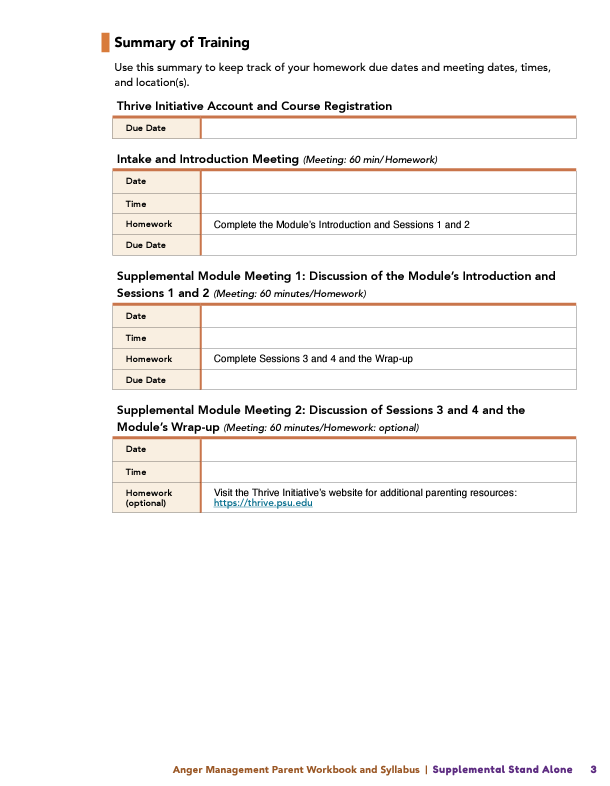 Summary of Training
Use this summary to keep track of your homework due dates and meeting dates, times,
and location(s).
Thrive Initiative Account and Course Registration
Due Date
Intake and Introduction Meeting (Meeting: 60 min/Homework)
Date
Time
Homework Complete the Module's Introduction and Sessions 1 and 2
Due Date
Supplemental Module Meeting 1: Discussion of the Module's Introduction and
Sessions 1 and 2 (Meeting: 60 minutes/Homework)
Date
Time
Homework Complete Sessions 3 and 4 and the Wrap-up
Due Date
Supplemental Module Meeting 2: Discussion of Sessions 3 and 4 and the
Module's Wrap-up (Meeting: 60 minutes/Homework: optional)
Date
Time
Homework Visit the Thrive Initiative's website for additional parenting resources:
(optional) https://thrive.psu.edu
Anger Management Parent Workbook and Syllabus | Supplemental Stand Alone 3